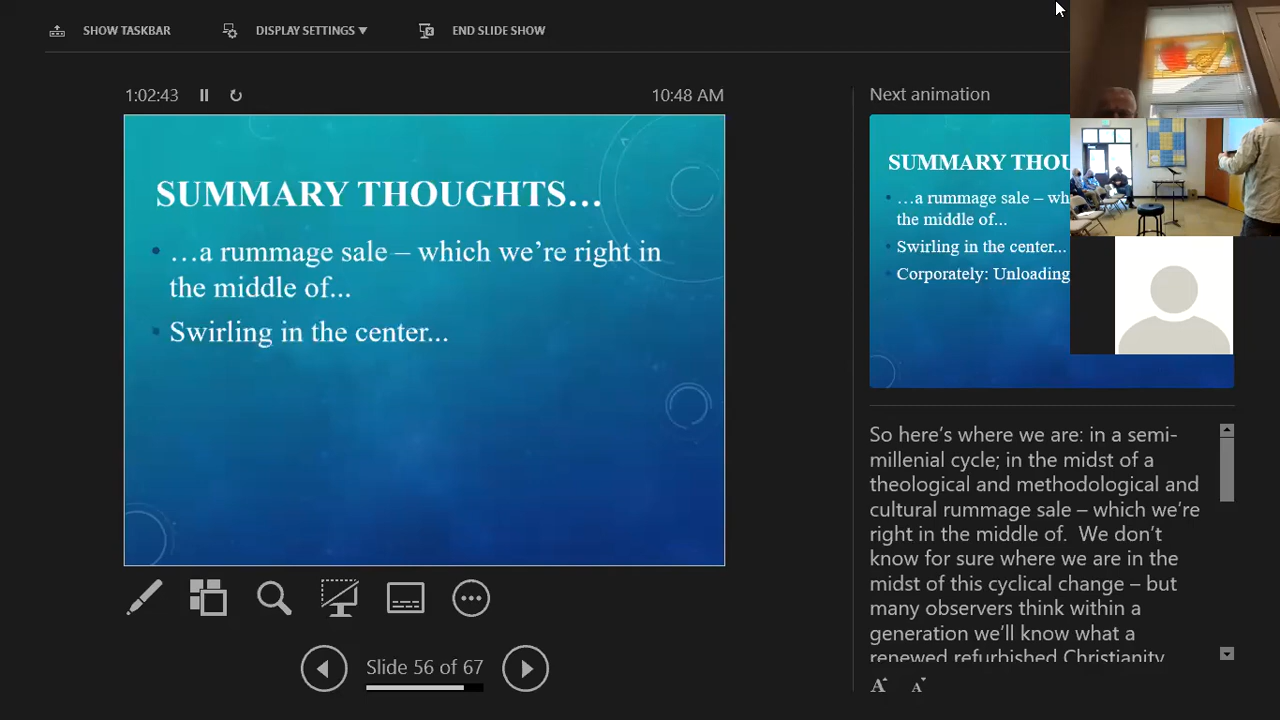 SHOW TASKBAR DISPLAY SETTINGS END SLIDE SHOW
1:02:43 10:48 AM
SUMMARY THOUGHTS…
• …a rummage sale – which we’re right in
the middle of...
• Swirling in the center...
Slide 56 of 67
Next animation
SUMMARY
• …a rummage sale –
the middle of...
• Swirling in the center...
• Corporately: Unloading
So here’s where we are: in a semi-
millenial cycle; in the midst of a
theological and methodological and
cultural rummage sale – which we’re
right in the middle of. We don’t
know for sure where we are in the
midst of this cyclical change – but
many observers think within a
generation we’ll know what a
renewed refurbished Christianity
A A